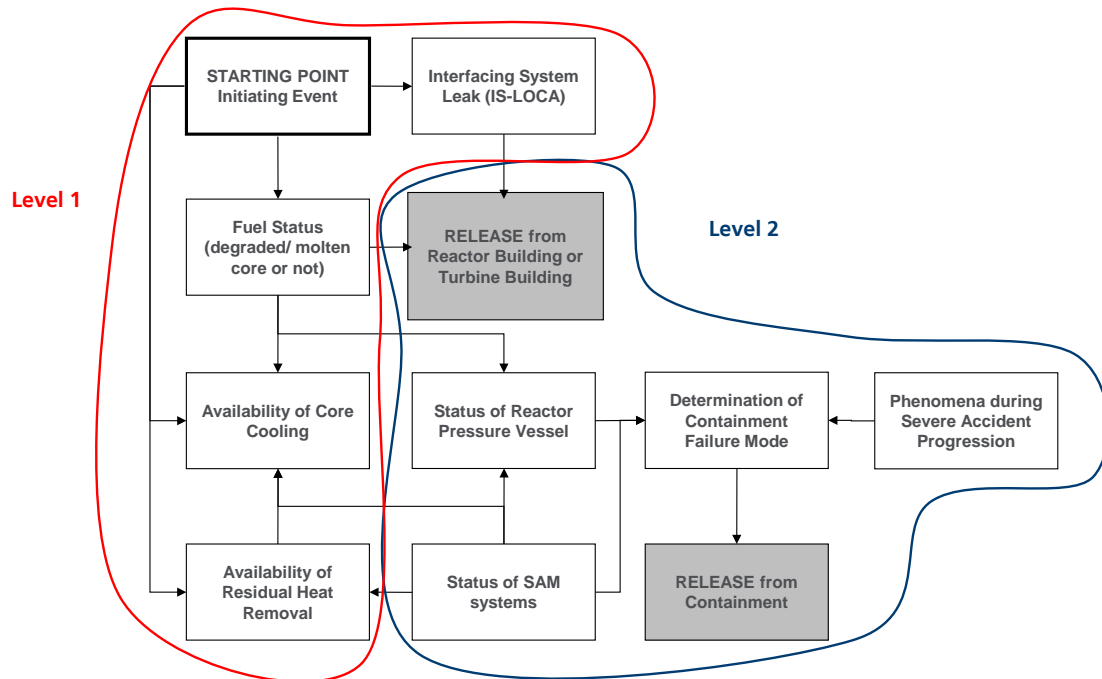 STARTING POINT
Initiating Event
Interfacing System
Leak (IS-LOCA)
Level 1
Fuel Status
(degraded/ molten
core or not)
RELEASE from
Reactor Building or
Turbine Building
Level 2
Availability of Core
Cooling
Status of Reactor
Pressure Vessel
Determination of
Containment
Failure Mode
Phenomena during
Severe Accident
Progression
Availability of
Residual Heat
Removal
Status of SAM
systems
RELEASE from
Containment